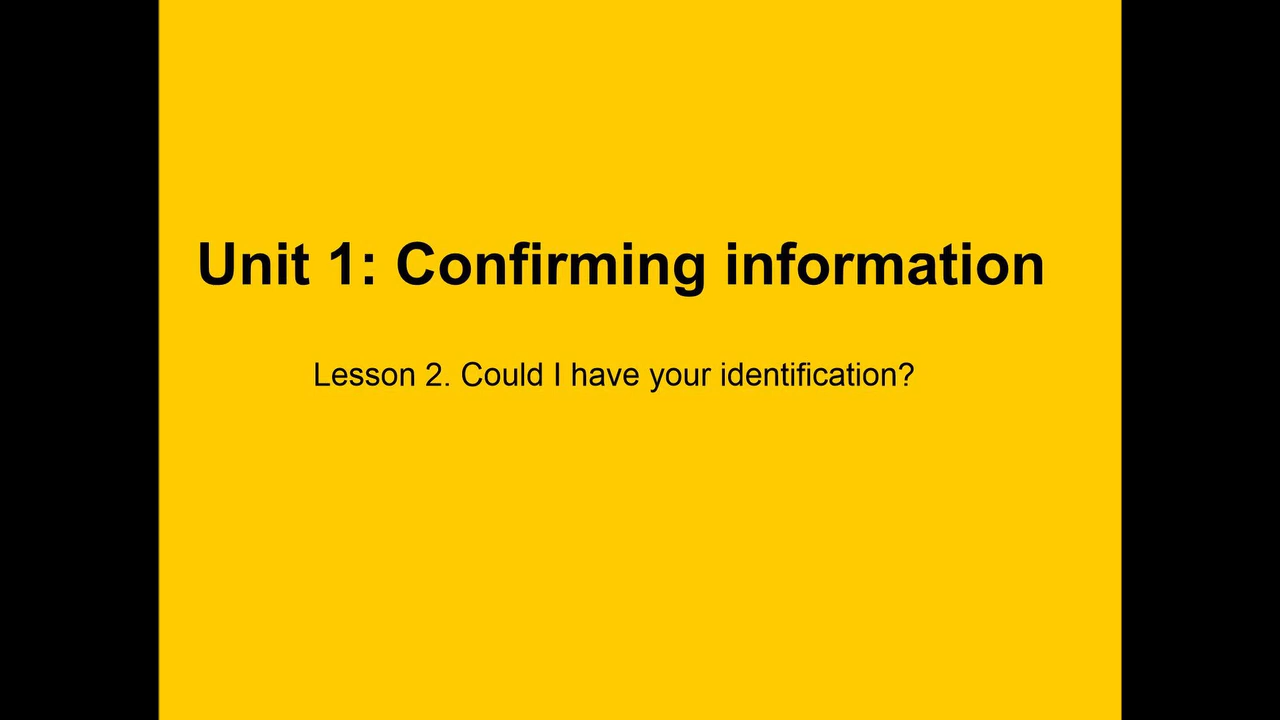 Unit 1: Confirming information
Lesson 2. Could I have your identification?